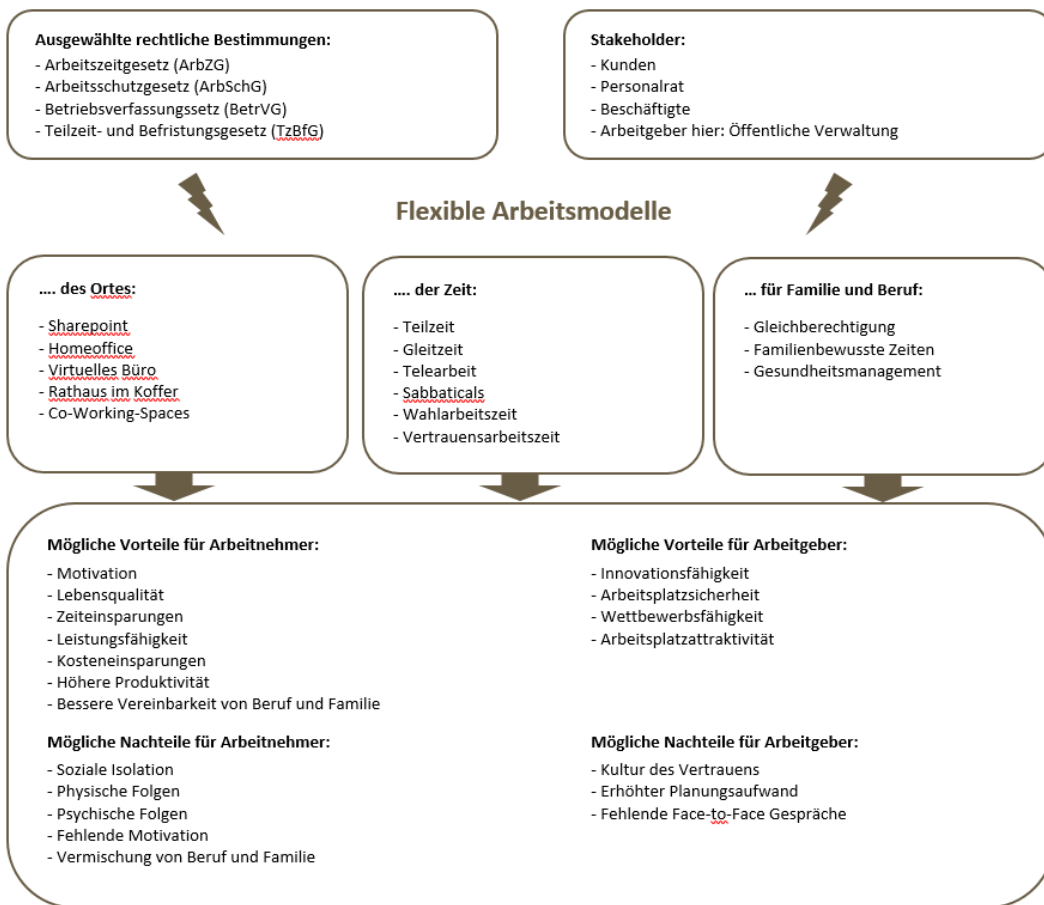 Ausgewählte rechtliche Bestimmungen:
- Arbeitszeitgesetz (ArbZG)
- Arbeitsschutzgesetz (ArbSchG)
- Betriebsverfassungssetz (BetrVG)
- Teilzeit- und Befristungsgesetz (TzBfG)
Stakeholder:
- Kunden
- Personalrat
- Beschäftigte
- Arbeitgeber hier: Öffentliche Verwaltung
Flexible Arbeitsmodelle
.... des Ortes:
- Sharepoint
- Homeoffice
- Virtuelles Büro
- Rathaus im Koffer
- Co-Working-Spaces
.... der Zeit:
- Teilzeit
- Gleitzeit
- Telearbeit
- Sabbaticals
- Wahlarbeitszeit
- Vertrauensarbeitszeit
... für Familie und Beruf:
- Gleichberechtigung
- Familienbewusste Zeiten
- Gesundheitsmanagement
Mögliche Vorteile für Arbeitnehmer:
- Motivation
- Lebensqualität
- Zeiteinsparungen
- Leistungsfähigkeit
- Kosteneinsparungen
- Höhere Produktivität
- Bessere Vereinbarkeit von Beruf und Familie
Mögliche Vorteile für Arbeitgeber:
- Innovationsfähigkeit
- Arbeitsplatzsicherheit
- Wettbewerbsfähigkeit
- Arbeitsplatzattraktivität
Mögliche Nachteile für Arbeitnehmer:
- Soziale Isolation
- Physische Folgen
- Psychische Folgen
- Fehlende Motivation
- Vermischung von Beruf und Familie
Mögliche Nachteile für Arbeitgeber:
- Kultur des Vertrauens
- Erhöhter Planungsaufwand
- Fehlende Face-to-Face Gespräche